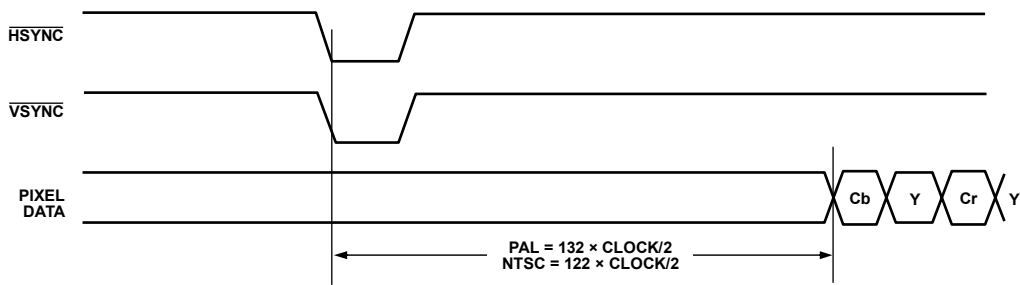 HSYNC
VSYNC
PIXEL
DATA
Cb Y Cr Y
PAL = 132 × CLOCK/2
NTSC = 122 × CLOCK/2